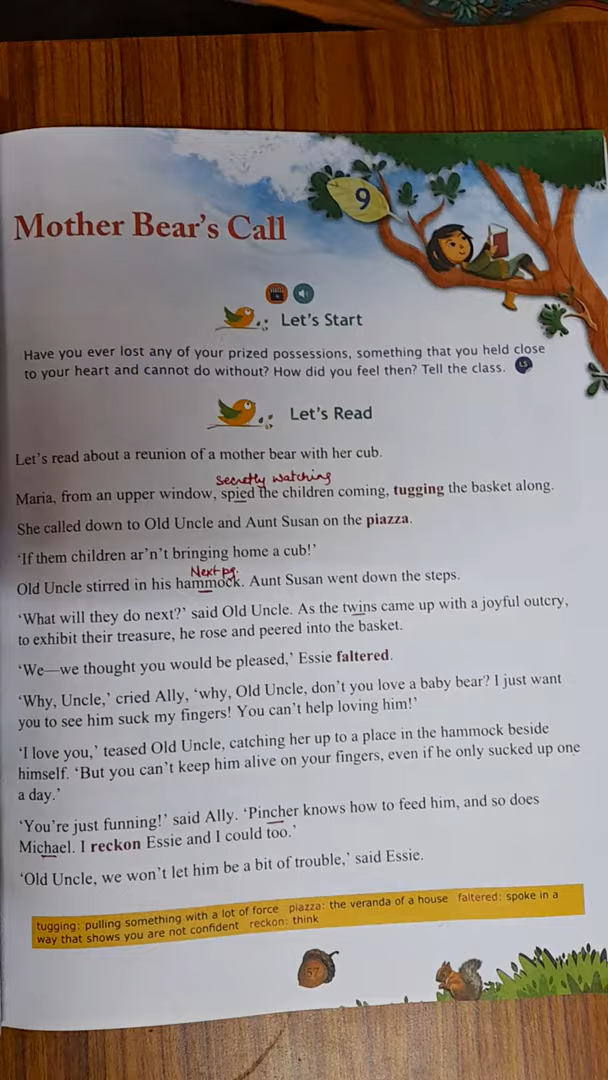 9
Mother Bear's Call
Let's Start
Have you ever lost any of your prized possessions, something that you held close
to your heart and cannot do without? How did you feel then? Tell the class. LS
Let's Read
Let's read about a reunion of a mother bear with her cub.
secretly watching
Maria, from an upper window, spied the children coming, tugging the basket along.
She called down to Old Uncle and Aunt Susan on the piazza.
'If them children ar'n't bringing home a cub!'
Next pg.
Old Uncle stirred in his hammock. Aunt Susan went down the steps.
'What will they do next?' said Old Uncle. As the twins came up with a joyful outcry,
to exhibit their treasure, he rose and peered into the basket.
'We—we thought you would be pleased,' Essie faltered.
'Why, Uncle,' cried Ally, 'why, Old Uncle, don't you love a baby bear? I just want
you to see him suck my fingers! You can't help loving him!'
'I love you,' teased Old Uncle, catching her up to a place in the hammock beside
himself. 'But you can't keep him alive on your fingers, even if he only sucked up one
a day.'
'You're just funning!' said Ally. 'Pincher knows how to feed him, and so does
Michael. I reckon Essie and I could too.'
'Old Uncle, we won't let him be a bit of trouble,' said Essie.
tugging: pulling something with a lot of force piazza: the veranda of a house faltered: spoke in a
way that shows you are not confident reckon: think
57